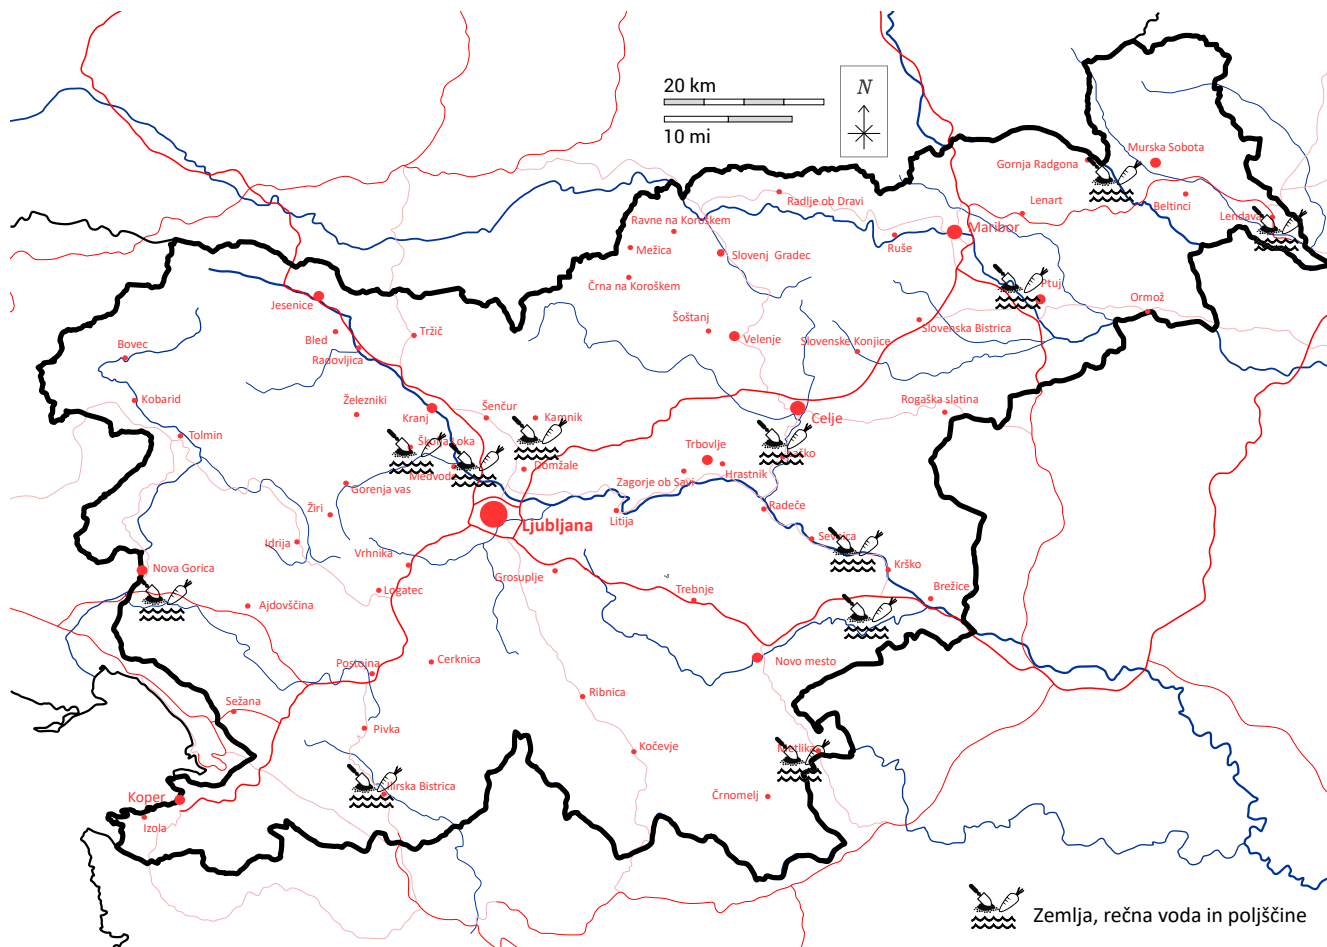 20 km
10 mi
N
Murska Sobota
Gornja Radgona
Beltinci
Radlje ob Dravi
Lenart
Lendava
Ravne na Koroškem
Maribor
Mežica
Slovenj Gradec
Ruše
Črna na Koroškem
Ptuj
Jesenice
Ormož
Šoštanj
Slovenska Bistrica
Tržič
Bled
Velenje
Slovenske Konjice
Bovec
Radovljica
Kobarid
Železniki
Kranj
Šenčur
Kamnik
Celje
Rogaška slatina
Tolmin
Škofja Loka
Trbovlje
Laško
Medvode
Domžale
Hrastnik
Zagorje ob Savi
Gorenja vas
Žiri
Litija
Radeče
Ljubljana
Idrija
Sevnica
Vrhnika
Nova Gorica
Grosuplje
Krško
Trebnje
Brežice
Logatec
Ajdovščina
Postojna
Cerknica
Novo mesto
Sežana
Ribnica
Pivka
Kočevje
Metlika
Ilirska Bistrica
Koper
Črnomelj
Izola
Zemlja, rečna voda in poljščine